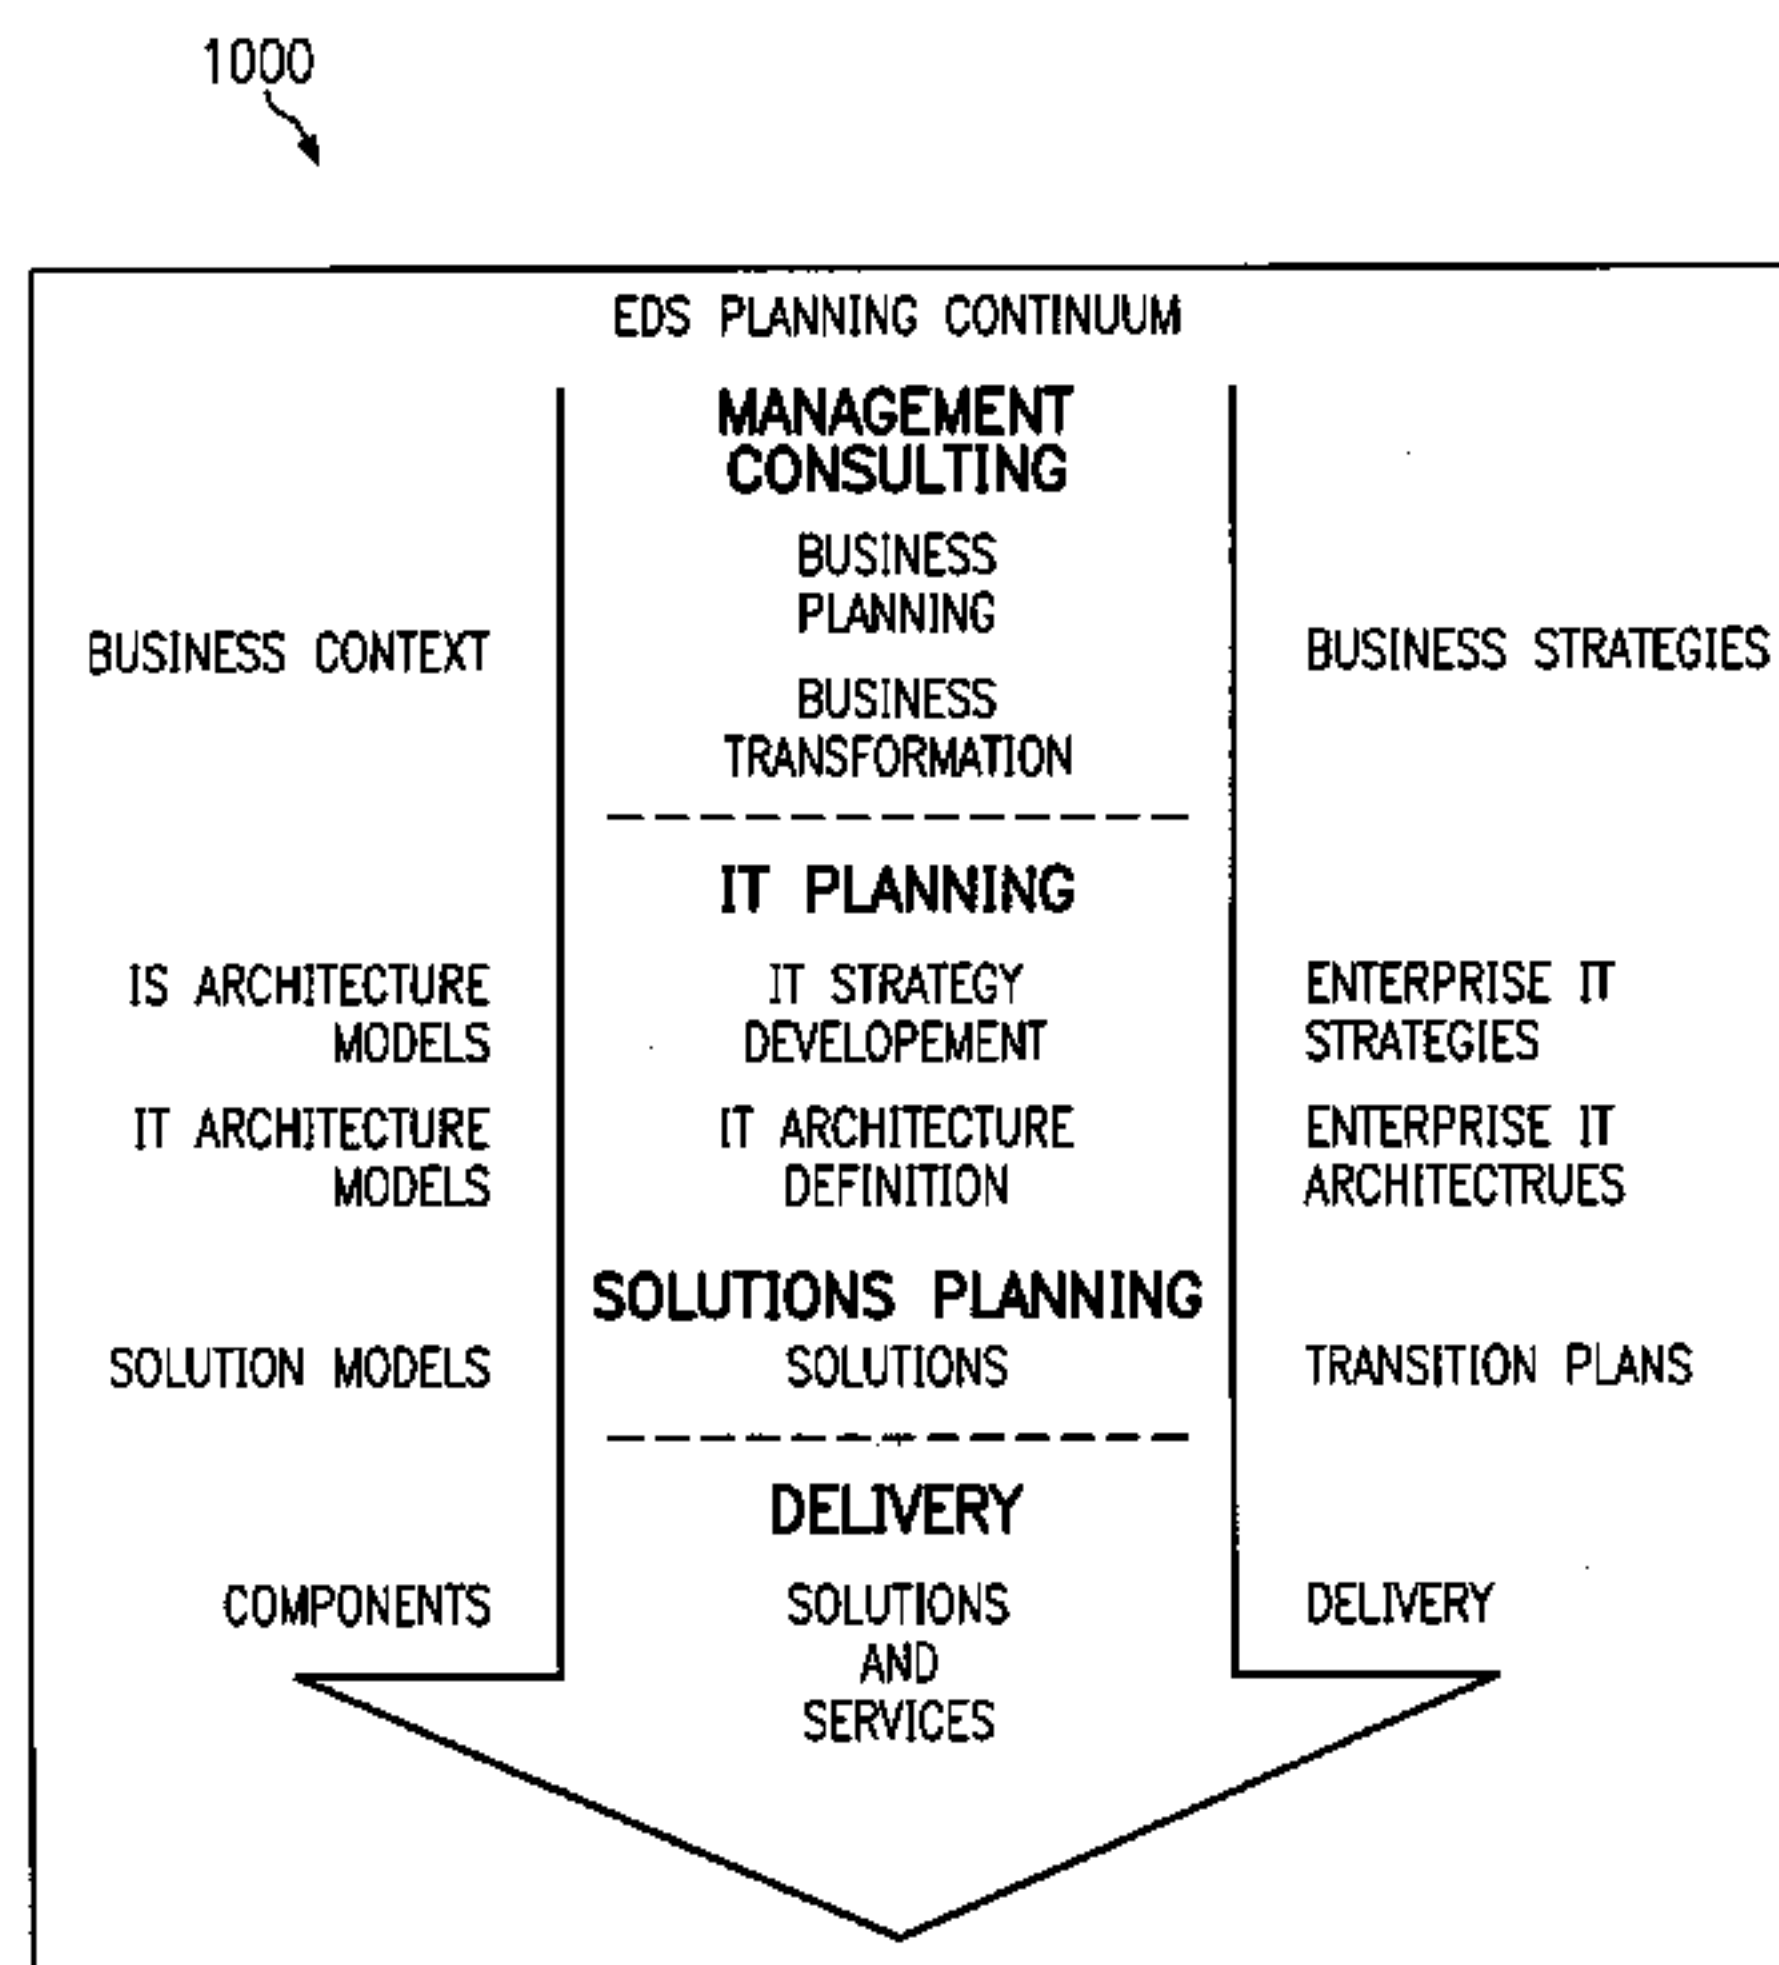 1000
EDS PLANNING CONTINUUM
MANAGEMENT
CONSULTING
BUSINESS
PLANNING
BUSINESS CONTEXT
BUSINESS STRATEGIES
BUSINESS
TRANSFORMATION
IT PLANNING
IS ARCHITECTURE
MODELS
IT STRATEGY
DEVELOPEMENT
ENTERPRISE IT
STRATEGIES
IT ARCHITECTURE
MODELS
IT ARCHITECTURE
DEFINITION
ENTERPRISE IT
ARCHITECTRUES
SOLUTIONS PLANNING
SOLUTION MODELS
SOLUTIONS
TRANSITION PLANS
DELIVERY
COMPONENTS
SOLUTIONS
AND
SERVICES
DELIVERY